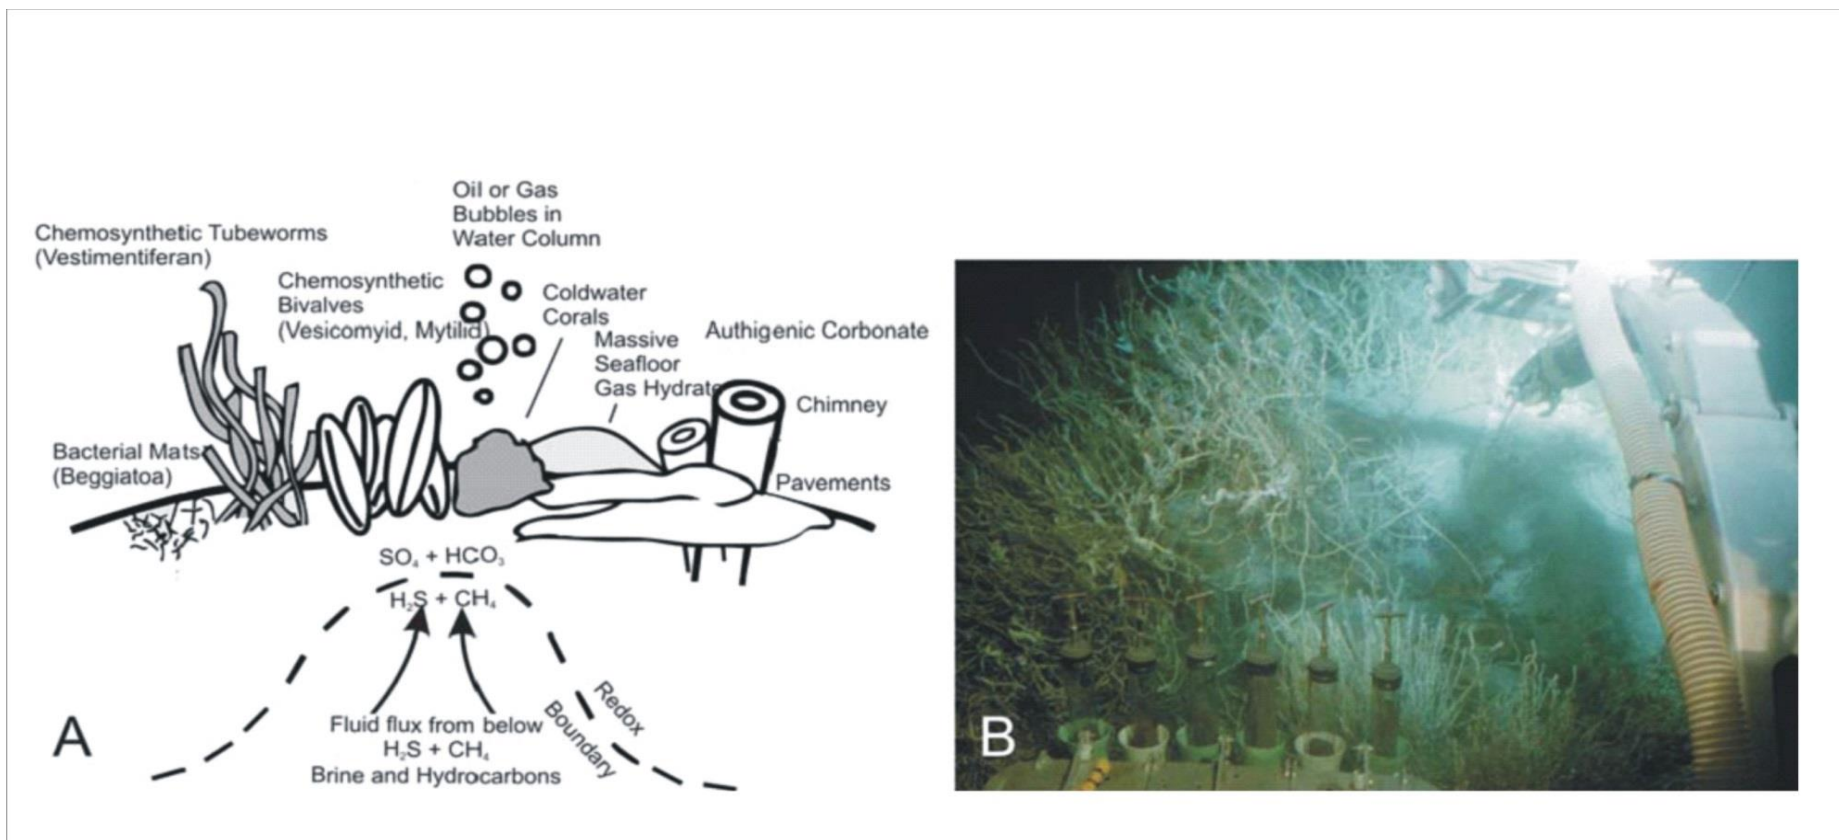 Oil or Gas
Bubbles in
Water Column
Chemosynthetic Tubeworms
(Vestimentiferan)
Chemosynthetic
Bivalves
(Vesicomyid, Mytilid)
Coldwater
Corals
Massive
Seafloor
Gas Hydrate
Authigenic Carbonate
Chimney
Bacterial Mats
(Beggiatoa)
Pavements
SO₄ + HCO₃
H₂S + CH₄
Redox
Boundary
Fluid flux from below
H₂S + CH₄
Brine and Hydrocarbons
A
B